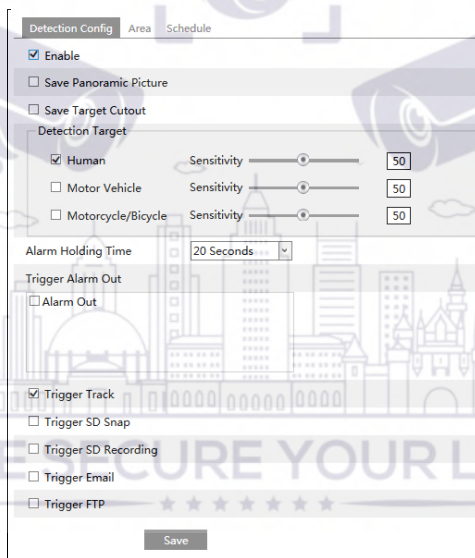 Detection Config Area Schedule
Enable
Save Panoramic Picture
Save Target Cutout
Detection Target
Human Sensitivity 50
Motor Vehicle Sensitivity 50
Motorcycle/Bicycle Sensitivity 50
Alarm Holding Time 20 Seconds
Trigger Alarm Out
Alarm Out
Trigger Track
Trigger SD Snap
E SECURE YOUR L
Trigger SD Recording
Trigger Email
Trigger FTP
Save